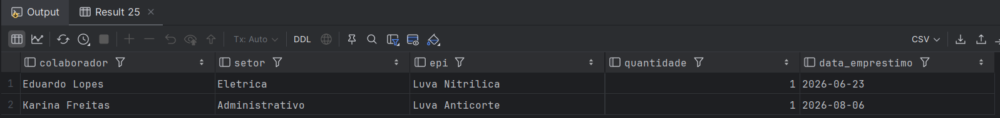 Output Result 25
Tx: Auto DDL CSV
colaborador setor epi quantidade data_emprestimo
1 Eduardo Lopes Eletrica Luva Nitrilica 1 2026-06-23
2 Karina Freitas Administrativo Luva Anticorte 1 2026-08-06